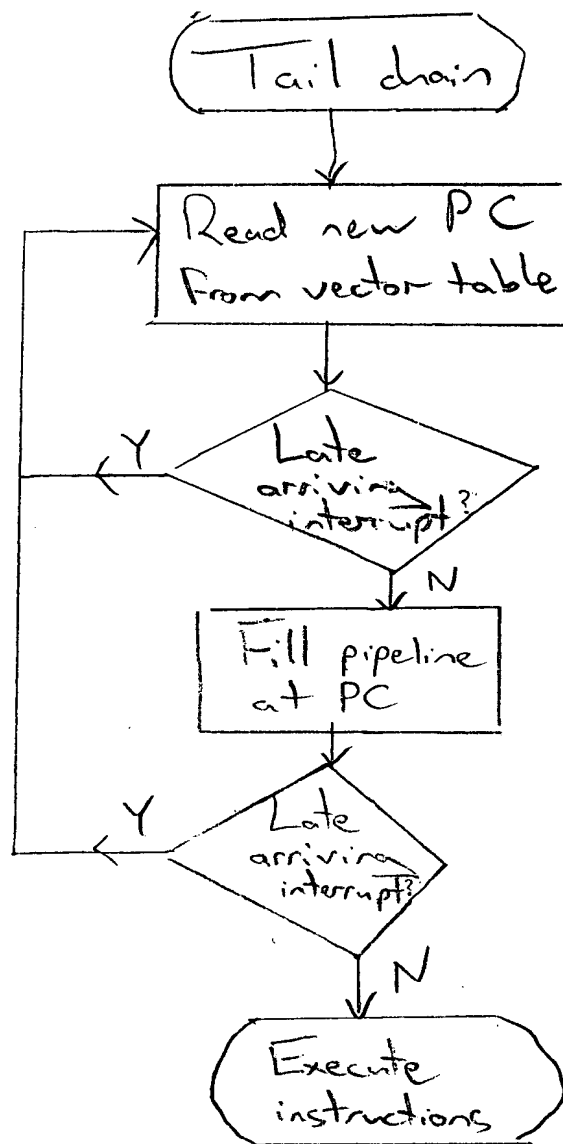 Tail chain
Read new PC
From vector table
Late
arriving
interrupt?
Y
N
Fill pipeline
at PC
Late
arriving
interrupt?
Y
N
Execute
instructions